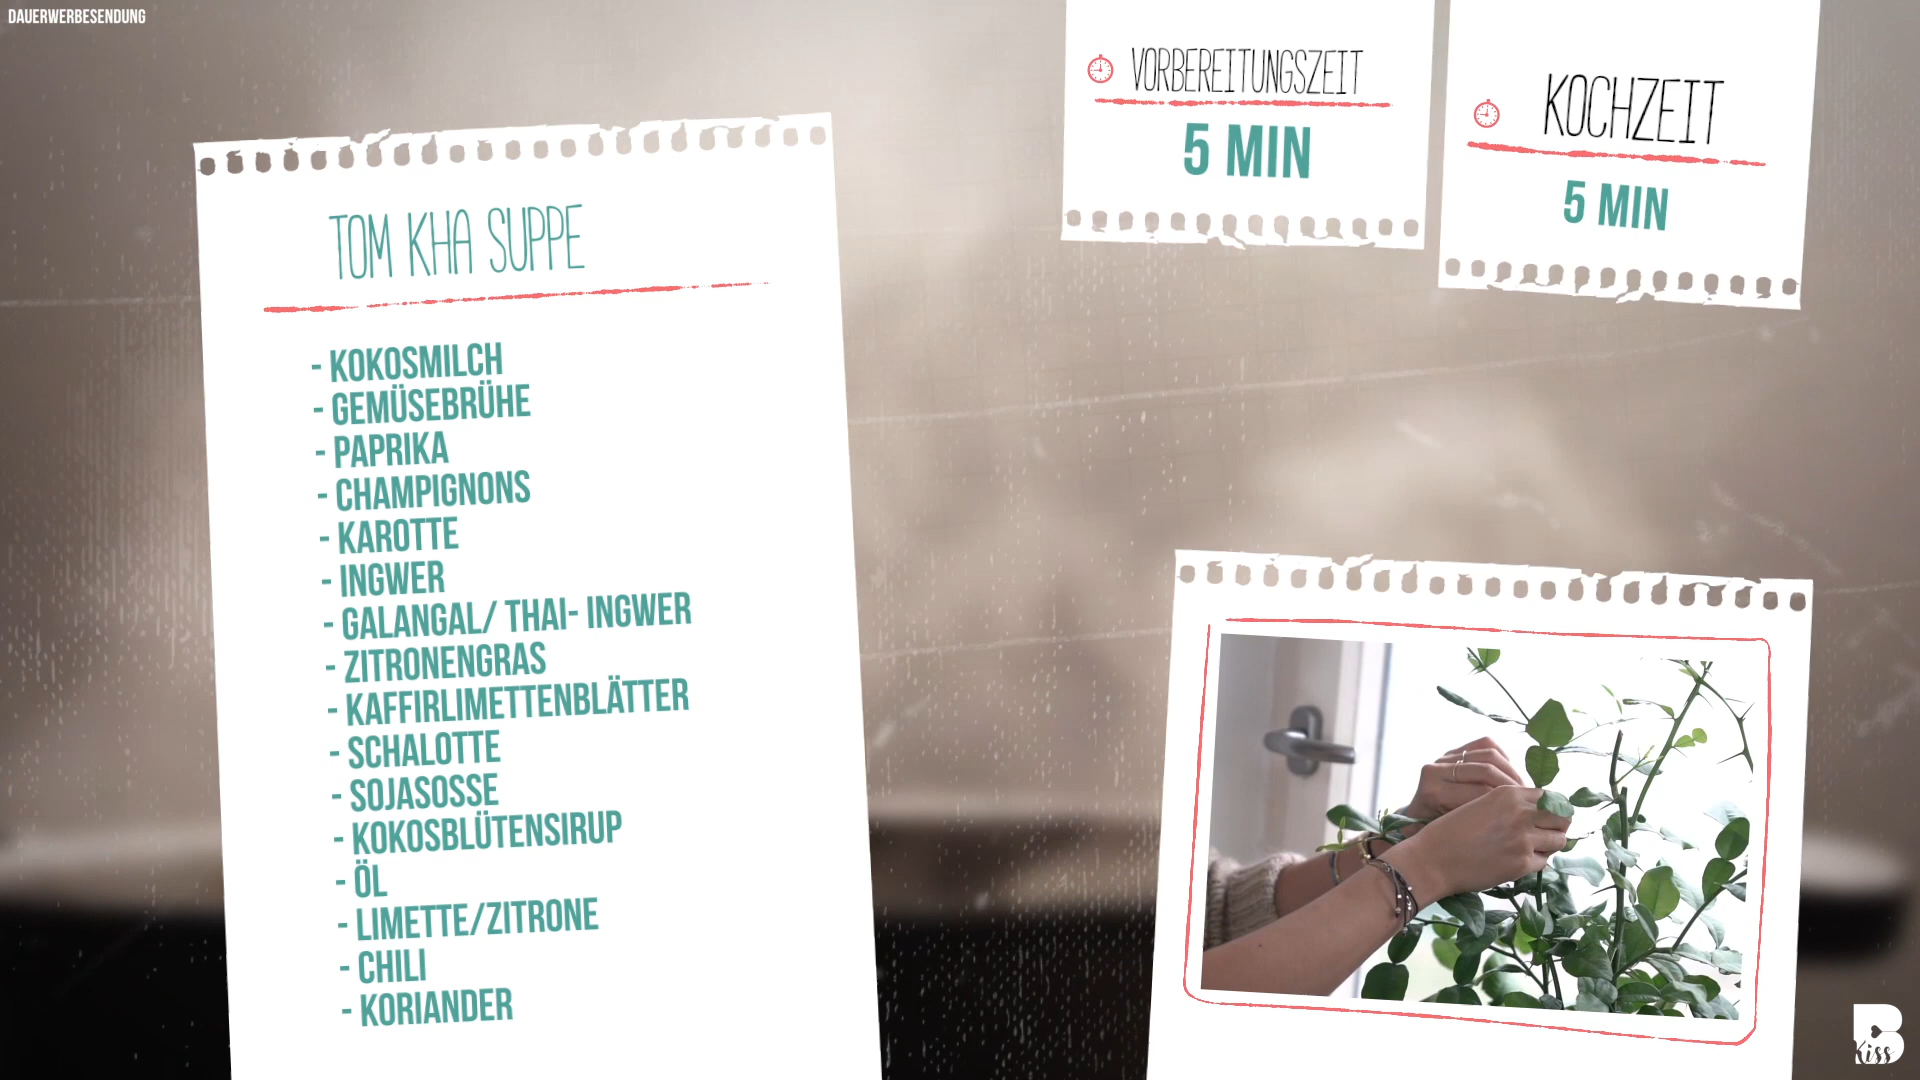 DAUERWERBESENDUNG
TOM KHA SUPPE
- KOKOSMILCH
- GEMÜSEBRÜHE
- PAPRIKA
- CHAMPIGNONS
- KAROTTE
- INGWER
- GALANGAL/ THAI- INGWER
- ZITRONENGRAS
- KAFFIRLIMETTENBLÄTTER
- SCHALOTTE
- SOJASOSSE
- KOKOSBLÜTENSIRUP
- ÖL
- LIMETTE/ZITRONE
- CHILI
- KORIANDER
VORBEREITUNGSZEIT
5 MIN
KOCHZEIT
5 MIN
B
Kiss